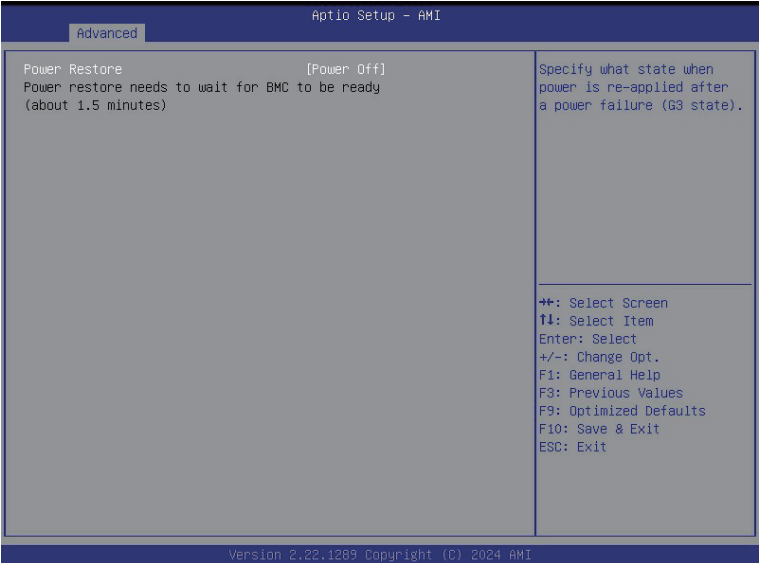 Aptio Setup - AMI
Advanced
Power Restore [Power Off]
Power restore needs to wait for BMC to be ready
(about 1.5 minutes)
Specify what state when
power is re-applied after
a power failure (G3 state).
→←: Select Screen
↑↓: Select Item
Enter: Select
+/-: Change Opt.
F1: General Help
F3: Previous Values
F9: Optimized Defaults
F10: Save & Exit
ESC: Exit
Version 2.22.1289 Copyright (C) 2024 AMI